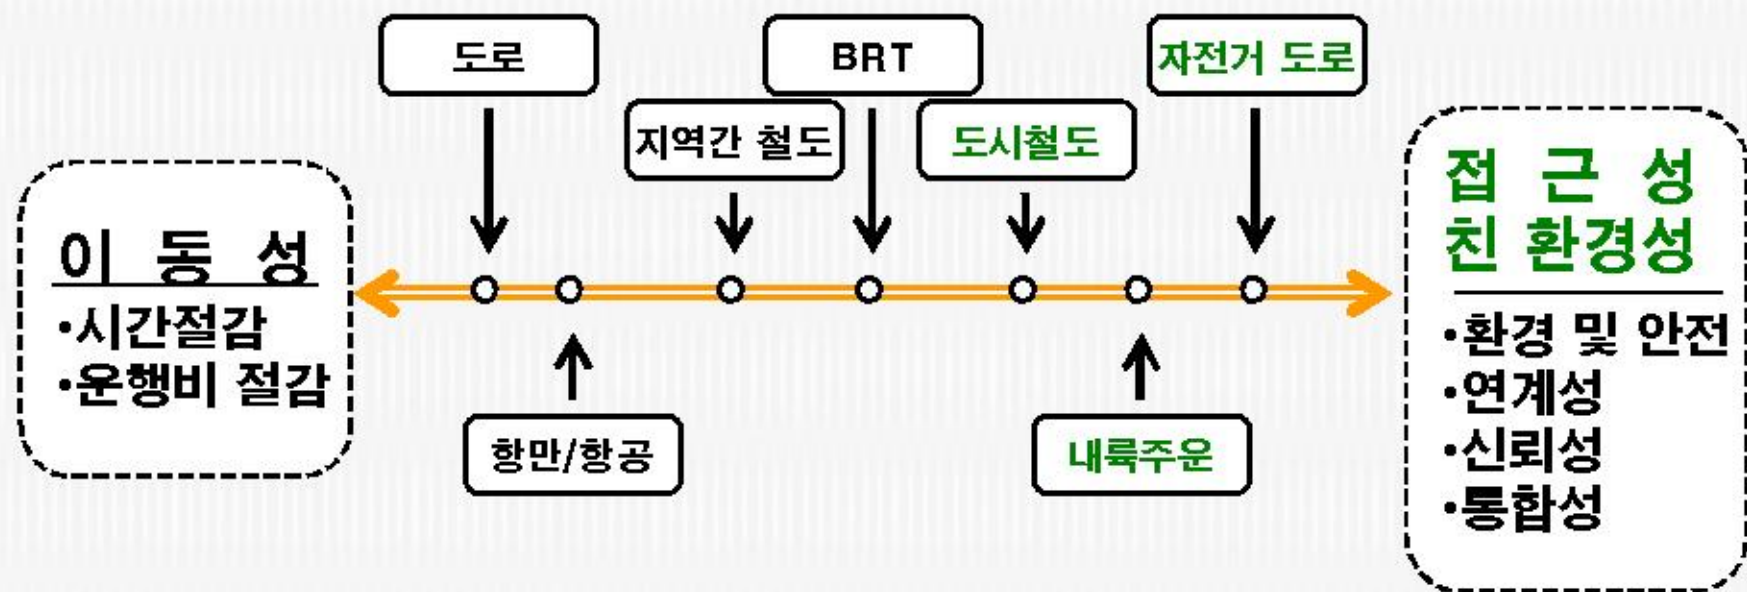 도로
BRT
자전거 도로
지역간 철도
도시철도
이 동 성
·시간절감
·운행비 절감
접 근 성
친 환경성
·환경 및 안전
·연계성
·신뢰성
·통합성
항만/항공
내륙주운